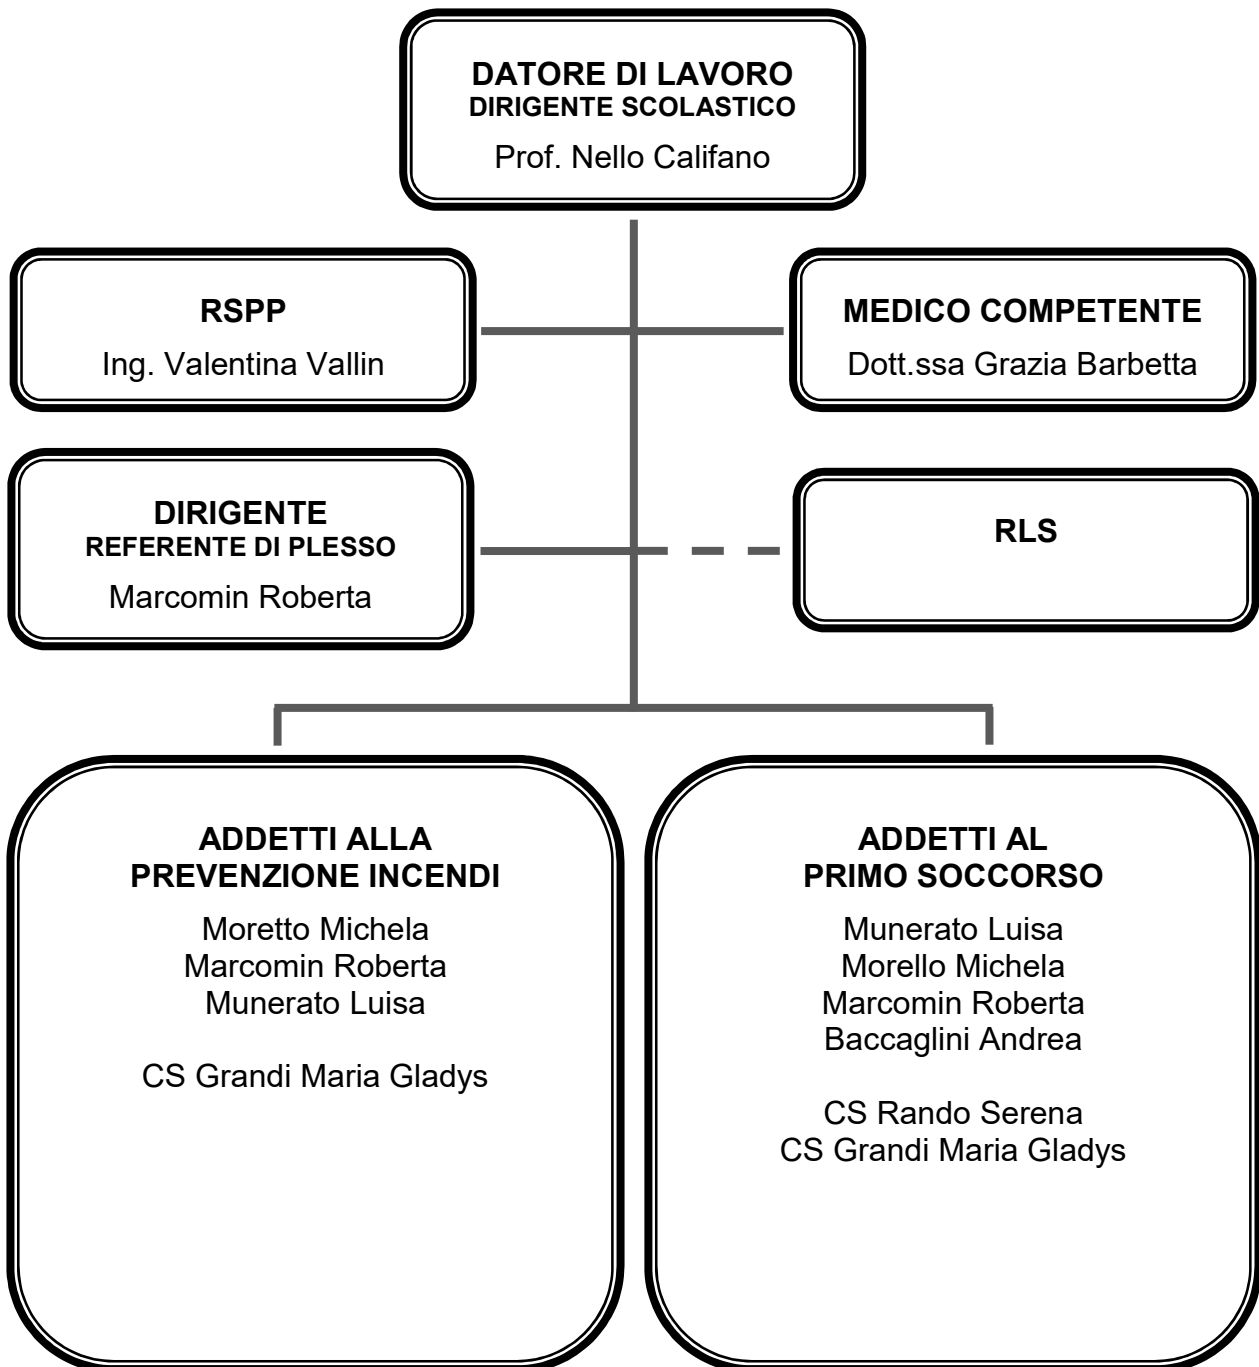 DATORE DI LAVORO
DIRIGENTE SCOLASTICO
Prof. Nello Califano
RSPP
Ing. Valentina Vallin
MEDICO COMPETENTE
Dott.ssa Grazia Barbetta
DIRIGENTE
REFERENTE DI PLESSO
Marcomin Roberta
RLS
ADDETTI ALLA
PREVENZIONE INCENDI
Moretto Michela
Marcomin Roberta
Munerato Luisa
CS Grandi Maria Gladys
ADDETTI AL
PRIMO SOCCORSO
Munerato Luisa
Morello Michela
Marcomin Roberta
Baccaglini Andrea
CS Rando Serena
CS Grandi Maria Gladys